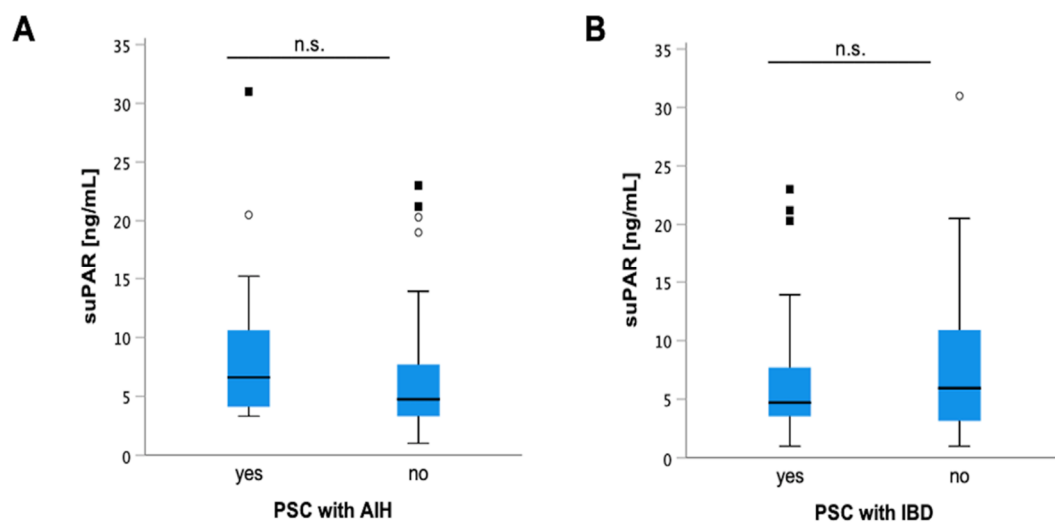 A
n.s.
suPAR [ng/mL]
35
30
25
20
15
10
5
0
yes
no
PSC with AIH
B
n.s.
suPAR [ng/mL]
35
30
25
20
15
10
5
0
yes
no
PSC with IBD